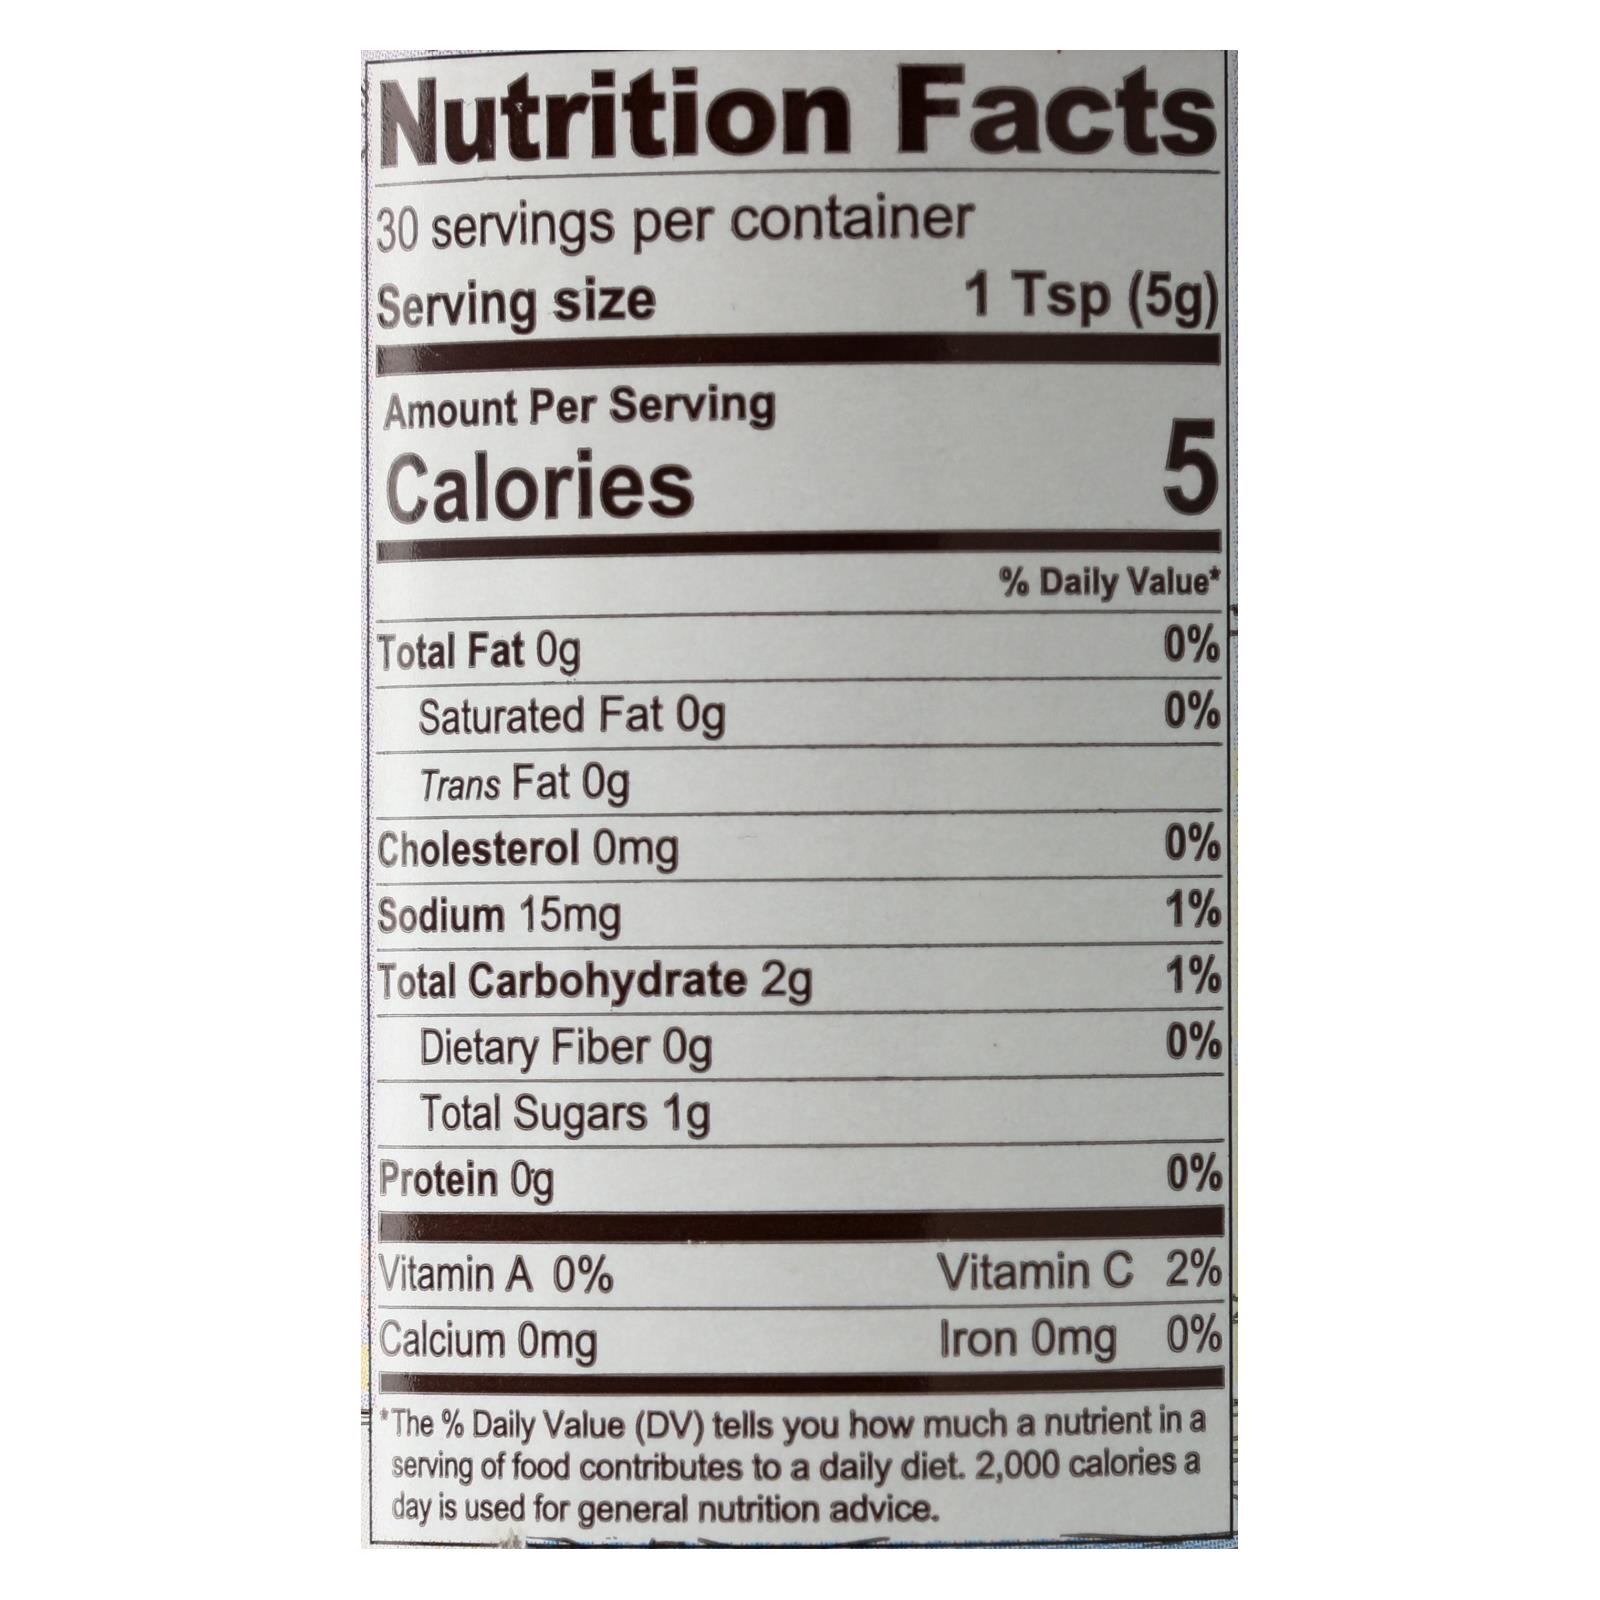 Nutrition Facts
30 servings per container
Serving size 1 Tsp (5g)
Amount Per Serving
Calories 5
% Daily Value*
Total Fat 0g 0%
Saturated Fat 0g 0%
Trans Fat 0g
Cholesterol 0mg 0%
Sodium 15mg 1%
Total Carbohydrate 2g 1%
Dietary Fiber 0g 0%
Total Sugars 1g
Protein 0g 0%
Vitamin A 0% Vitamin C 2%
Calcium 0mg Iron 0mg 0%
*The % Daily Value (DV) tells you how much a nutrient in a
serving of food contributes to a daily diet. 2,000 calories a
day is used for general nutrition advice.